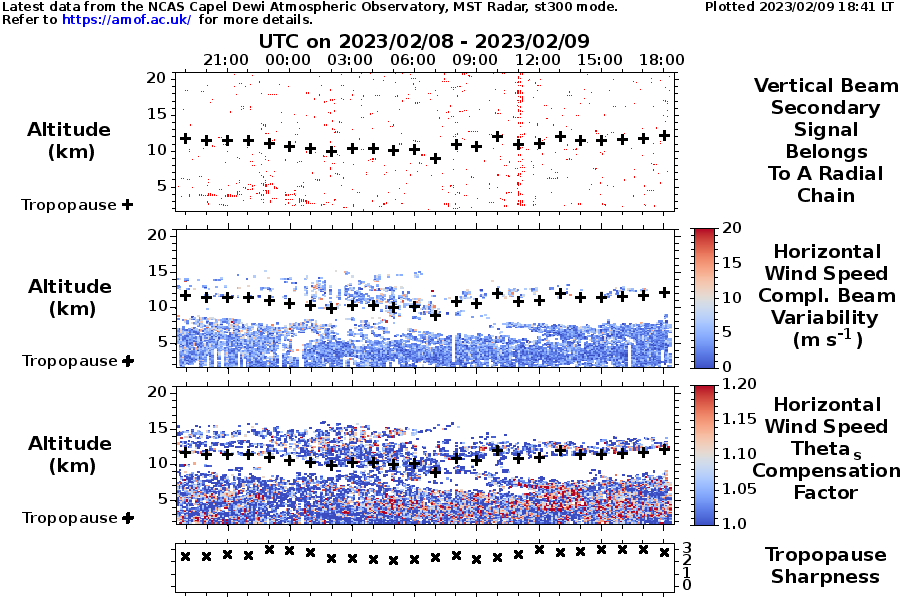 Latest data from the NCAS Capel Dewi Atmospheric Observatory, MST Radar, st300 mode.
Plotted 2023/02/09 18:41 LT
Refer to https://amof.ac.uk/ for more details.
UTC on 2023/02/08 - 2023/02/09
21:00 00:00 03:00 06:00 09:00 12:00 15:00 18:00
20
15
10
5
Altitude
(km)
Tropopause
Vertical Beam
Secondary
Signal
Belongs
To A Radial
Chain
20
15
10
5
Altitude
(km)
Tropopause
20
15
10
5
0
Horizontal
Wind Speed
Compl. Beam
Variability
(m s-1)
20
15
10
5
Altitude
(km)
Tropopause
1.20
1.15
1.10
1.05
1.0
Horizontal
Wind Speed
Theta s
Compensation
Factor
3
2
1
0
Tropopause
Sharpness